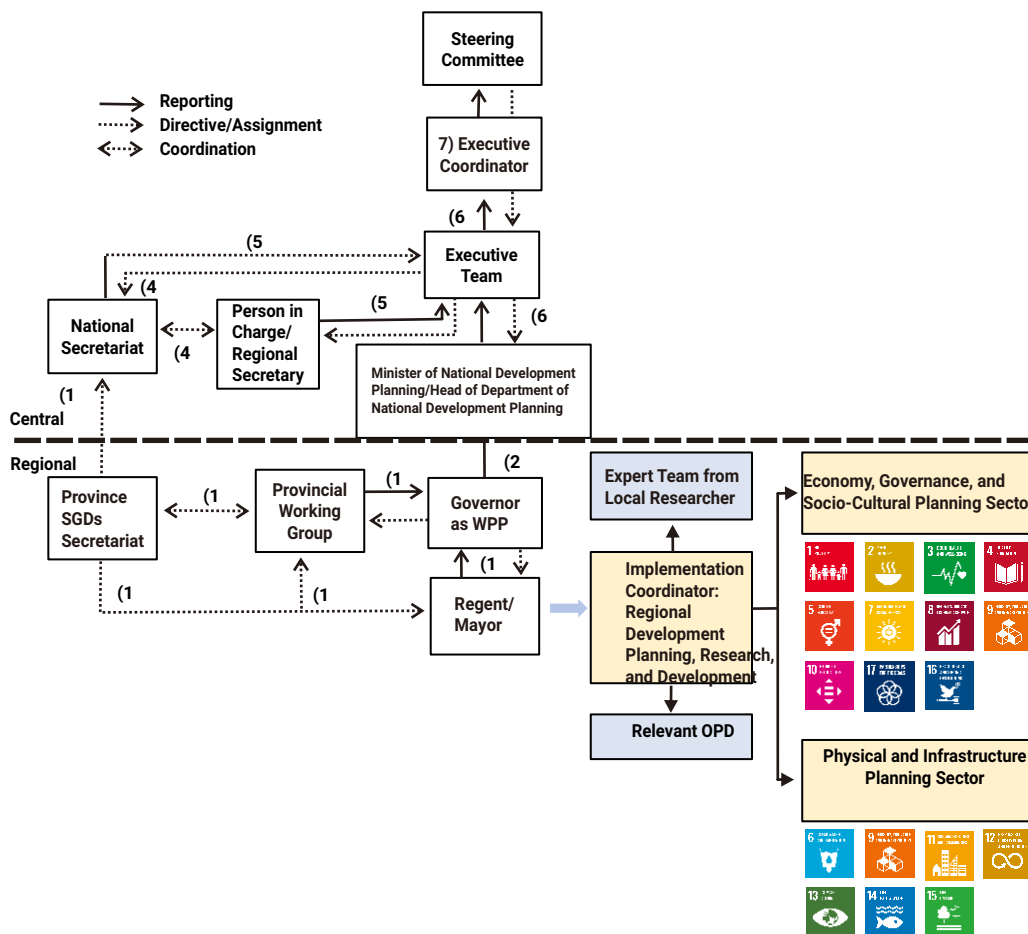 Steering
Committee
Reporting
Directive/Assignment
Coordination
7) Executive
Coordinator
(6
(5
Executive
Team
(4
(5
(6
National
Secretariat
(4
Person in
Charge/
Regional
Secretary
Minister of National Development
Planning/Head of Department of
National Development Planning
(1
Central
Regional
(2
Province
SGDs
Secretariat
(1
Provincial
Working
Group
(1
Governor
as WPP
(1
(1
(1
Regent/
Mayor
Expert Team from
Local Researcher
Implementation
Coordinator:
Regional
Development
Planning, Research,
and Development
Relevant OPD
Economy, Governance, and
Socio-Cultural Planning Secto
1
2
3
4
5
7
8
9
10
17
16
Physical and Infrastructure
Planning Sector
6
9
11
12
13
14
15